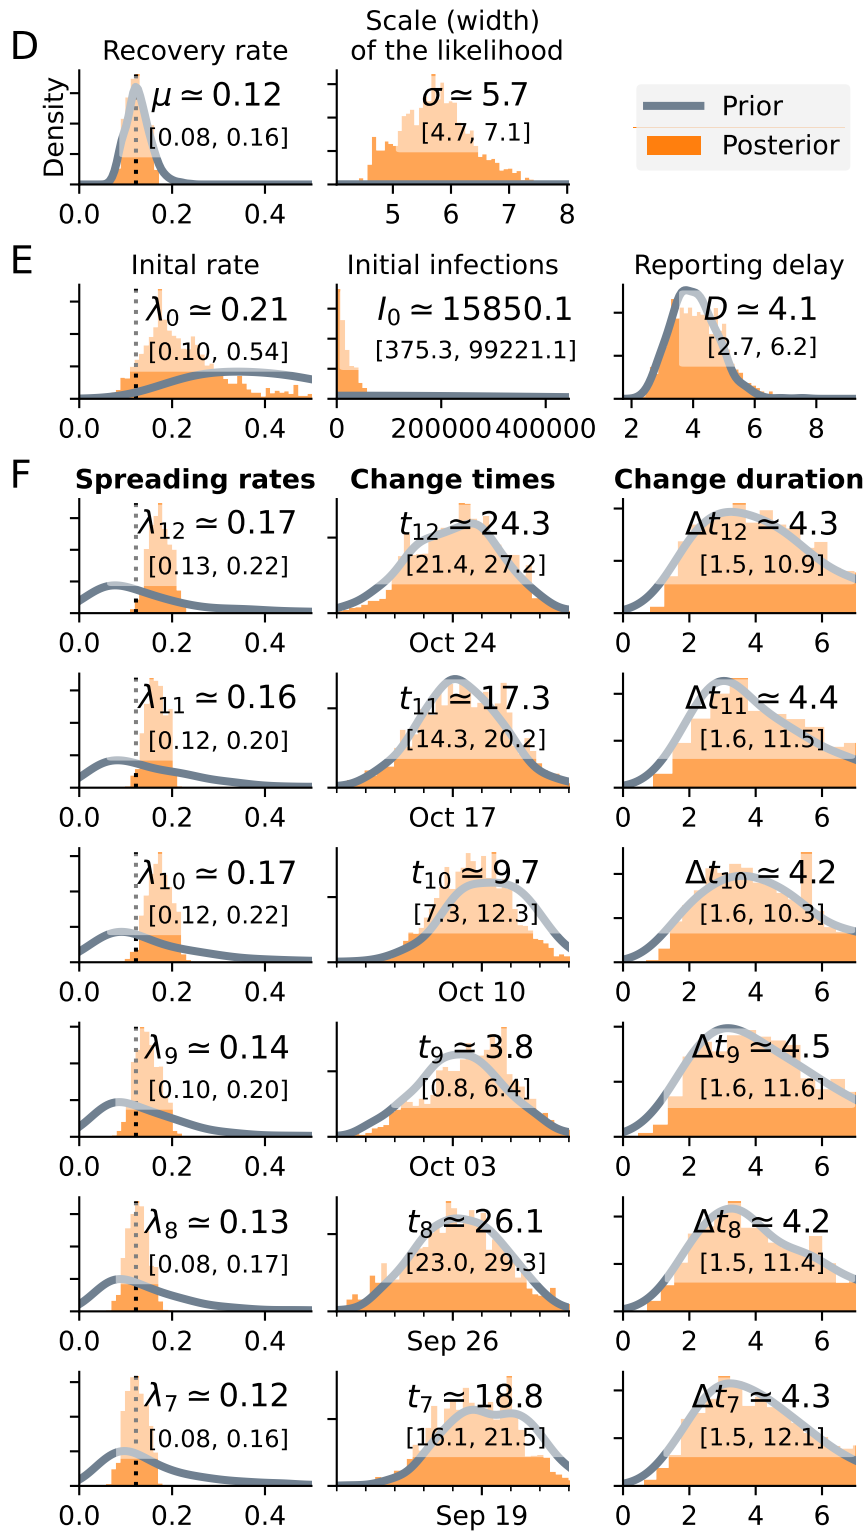 D
Recovery rate
Scale (width)
of the likelihood
Density
μ ≃ 0.12
[0.08, 0.16]
0.0 0.2 0.4
σ ≃ 5.7
[4.7, 7.1]
5 6 7 8
Prior
Posterior
E
Inital rate
Initial infections
Reporting delay
λ0 ≃ 0.21
[0.10, 0.54]
0.0 0.2 0.4
I0 ≃ 15850.1
[375.3, 99221.1]
0 200000 400000
D ≃ 4.1
[2.7, 6.2]
2 4 6 8
F
Spreading rates
Change times
Change duration
λ12 ≃ 0.17
[0.13, 0.22]
0.0 0.2 0.4
t12 ≃ 24.3
[21.4, 27.2]
Oct 24
Δt12 ≃ 4.3
[1.5, 10.9]
0 2 4 6
λ11 ≃ 0.16
[0.12, 0.20]
0.0 0.2 0.4
t11 ≃ 17.3
[14.3, 20.2]
Oct 17
Δt11 ≃ 4.4
[1.6, 11.5]
0 2 4 6
λ10 ≃ 0.17
[0.12, 0.22]
0.0 0.2 0.4
t10 ≃ 9.7
[7.3, 12.3]
Oct 10
Δt10 ≃ 4.2
[1.6, 10.3]
0 2 4 6
λ9 ≃ 0.14
[0.10, 0.20]
0.0 0.2 0.4
t9 ≃ 3.8
[0.8, 6.4]
Oct 03
Δt9 ≃ 4.5
[1.6, 11.6]
0 2 4 6
λ8 ≃ 0.13
[0.08, 0.17]
0.0 0.2 0.4
t8 ≃ 26.1
[23.0, 29.3]
Sep 26
Δt8 ≃ 4.2
[1.5, 11.4]
0 2 4 6
λ7 ≃ 0.12
[0.08, 0.16]
0.0 0.2 0.4
t7 ≃ 18.8
[16.1, 21.5]
Sep 19
Δt7 ≃ 4.3
[1.5, 12.1]
0 2 4 6